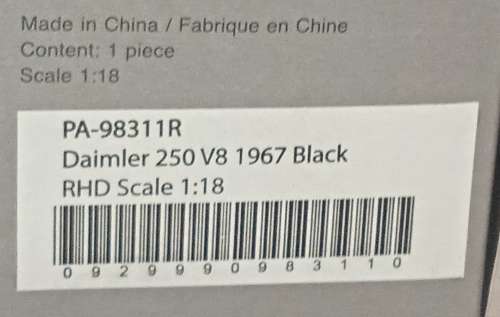 Made in China / Fabrique en Chine
Content: 1 piece
Scale 1:18
PA-98311R
Daimler 250 V8 1967 Black
RHD Scale 1:18
0 9 2 9 9 9 0 9 8 3 1 1 0